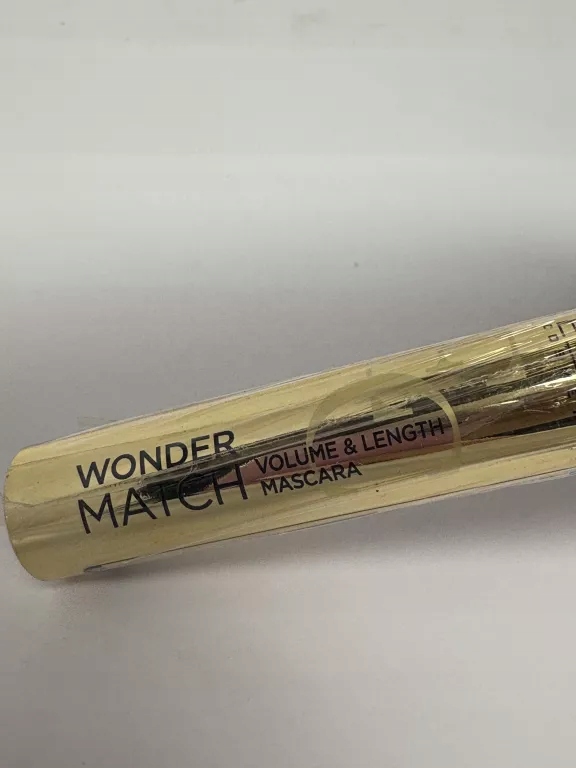 WONDER
MATCH
VOLUME & LENGTH
MASCARA